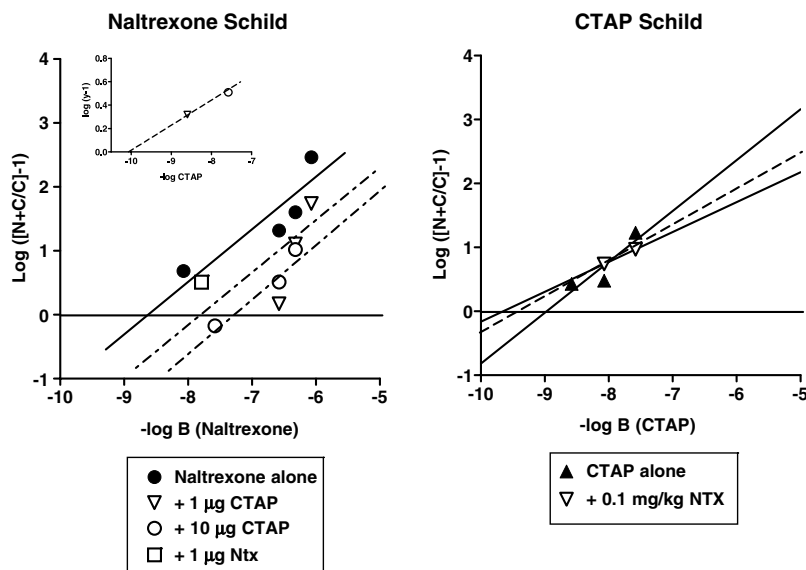 Naltrexone Schild
4
3
2
1
0
-1
-10
-9
-8
-7
-6
-5
Log ([N+C/C]-1)
-log B (Naltrexone)
0.8
0.6
0.4
0.2
0.0
-10
-9
-8
-7
log (y-1)
-log CTAP
Naltrexone alone
+ 1 µg CTAP
+ 10 µg CTAP
+ 1 µg Ntx
CTAP Schild
4
3
2
1
0
-1
-10
-9
-8
-7
-6
-5
Log ([N+C/C]-1)
-log B (CTAP)
CTAP alone
+ 0.1 mg/kg NTX